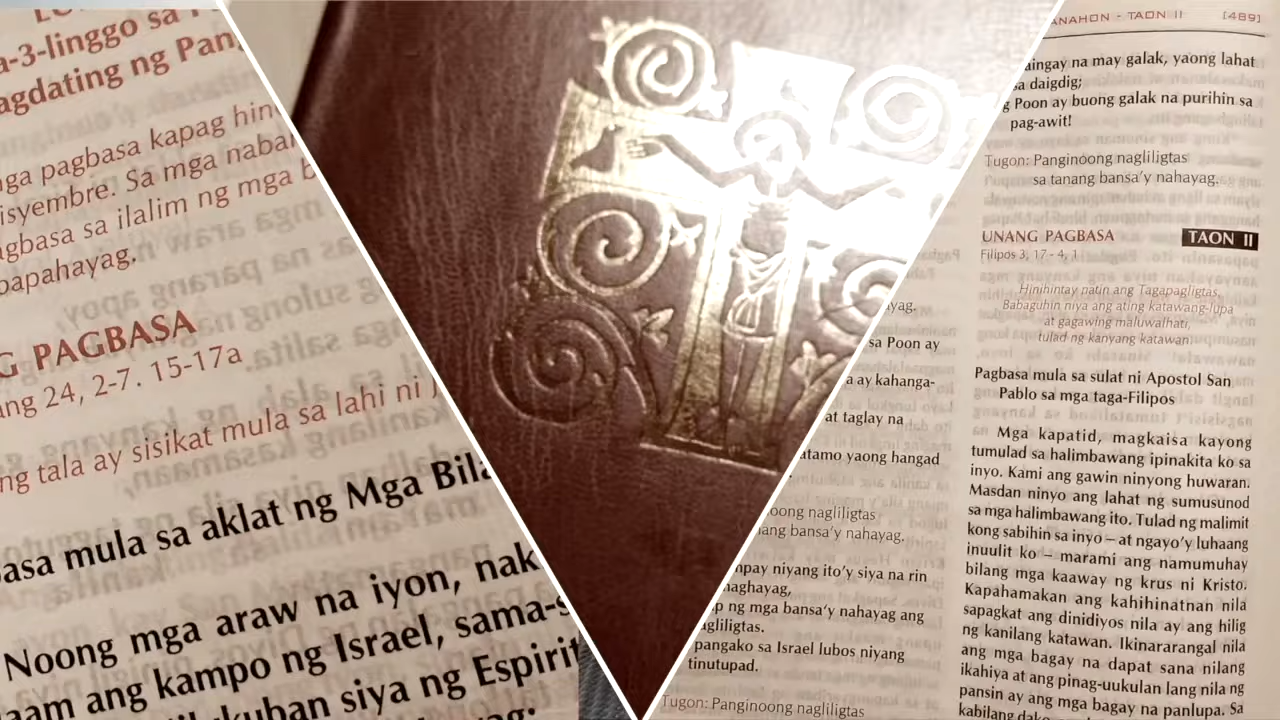 a-3-linggo sa
agdating ng Pan
nga pagbasa kapag hin
isyembre. Sa mga naba
agbasa sa ilalim ng mga b
papahayag.
G PAGBASA
ang 24, 2-7. 15-17a
ng tala ay sisikat mula sa lahi ni J
basa mula sa aklat ng Mga Bila
Noong mga araw na iyon, nak
ang kampo ng Israel, sama-s
siya ng Espirit
ayag.
sa Poon ay
a ay kahanga-
at taglay na
atamo yaong hangad
oong nagliligtas
ang bansa'y nahayag.
mpay niyang ito'y siya na rin
naghayag,
p ng mga bansa'y nahayag ang
agliligtas.
pangako sa Israel lubos niyang
tinutupad.
Tugon: Panginoong nagliligtas
ANAHON - TAON II [489]
aingay na may galak, yaong lahat
sa daigdig;
g Poon ay buong galak na purihin sa
pag-awit!
Tugon: Panginoong nagliligtas
sa tanang bansa'y nahayag.
UNANG PAGBASA TAON II
Filipos 3, 17 - 4, 1
Hinihintay natin ang Tagapagligtas,
Babaguhin niya ang ating katawang-lupa
at gagawing maluwalhati,
tulad ng kanyang katawan.
Pagbasa mula sa sulat ni Apostol San
Pablo sa mga taga-Filipos
Mga kapatid, magkaisa kayong
tumulad sa halimbawang ipinakita ko sa
inyo. Kami ang gawin ninyong huwaran.
Masdan ninyo ang lahat ng sumusunod
sa mga halimbawang ito. Tulad ng malimit
kong sabihin sa inyo – at ngayo'y luhaang
inuulit ko – marami ang namumuhay
bilang mga kaaway ng krus ni Kristo.
Kapahamakan ang kahihinatnan nila
sapagkat ang dinidiyos nila ay ang hilig
ng kanilang katawan. Ikinararangal nila
ang mga bagay na dapat sana nilang
ikahiya at ang pinag-uukulan lang nila ng
pansin ay ang mga bagay na panlupa. Sa
kabilang dako